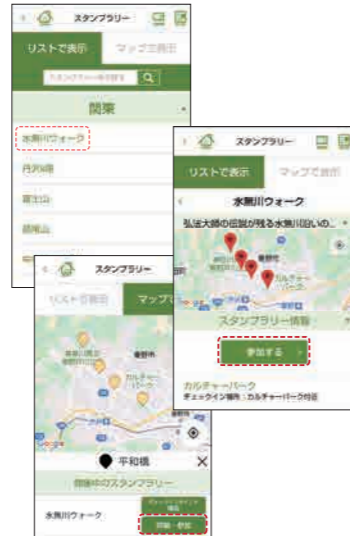 スタンプラリー
リストで表示
マップで表示
関東
水無川ウォーク
富士山
スタンプラリー
リストで表示
マップで表示
水無川ウォーク
弘法大師の伝説が残る水無川沿いの...
秦野市
カルチャーパーク
スタンプラリー情報
参加する
カルチャーパーク
チェックイン場所：カルチャーパーク付近
スタンプラリー
リストで表示
マップで
秦野市
カルチャーパーク
Google
平和橋
開催中のスタンプラリー
水無川ウォーク
詳細・参加